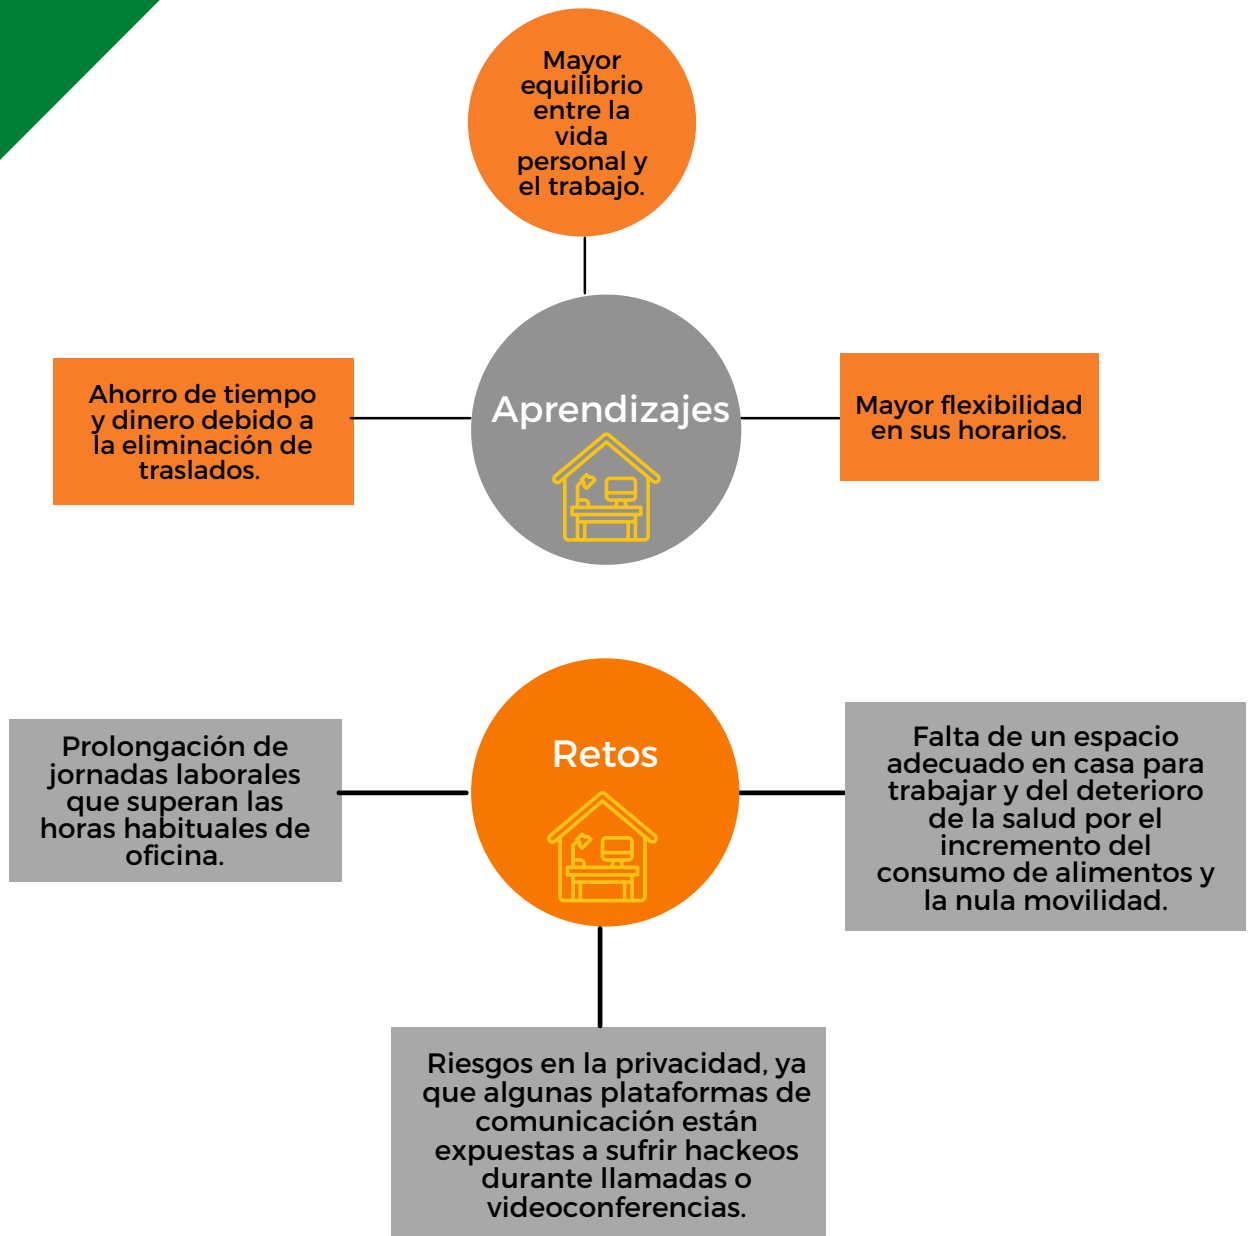 Mayor
equilibrio
entre la
vida
personal y
el trabajo.
Ahorro de tiempo
y dinero debido a
la eliminación de
traslados.
Aprendizajes
Mayor flexibilidad
en sus horarios.
Prolongación de
jornadas laborales
que superan las
horas habituales de
oficina.
Retos
Falta de un espacio
adecuado en casa para
trabajar y del deterioro
de la salud por el
incremento del
consumo de alimentos y
la nula movilidad.
Riesgos en la privacidad, ya
que algunas plataformas de
comunicación están
expuestas a sufrir hackeos
durante llamadas o
videoconferencias.